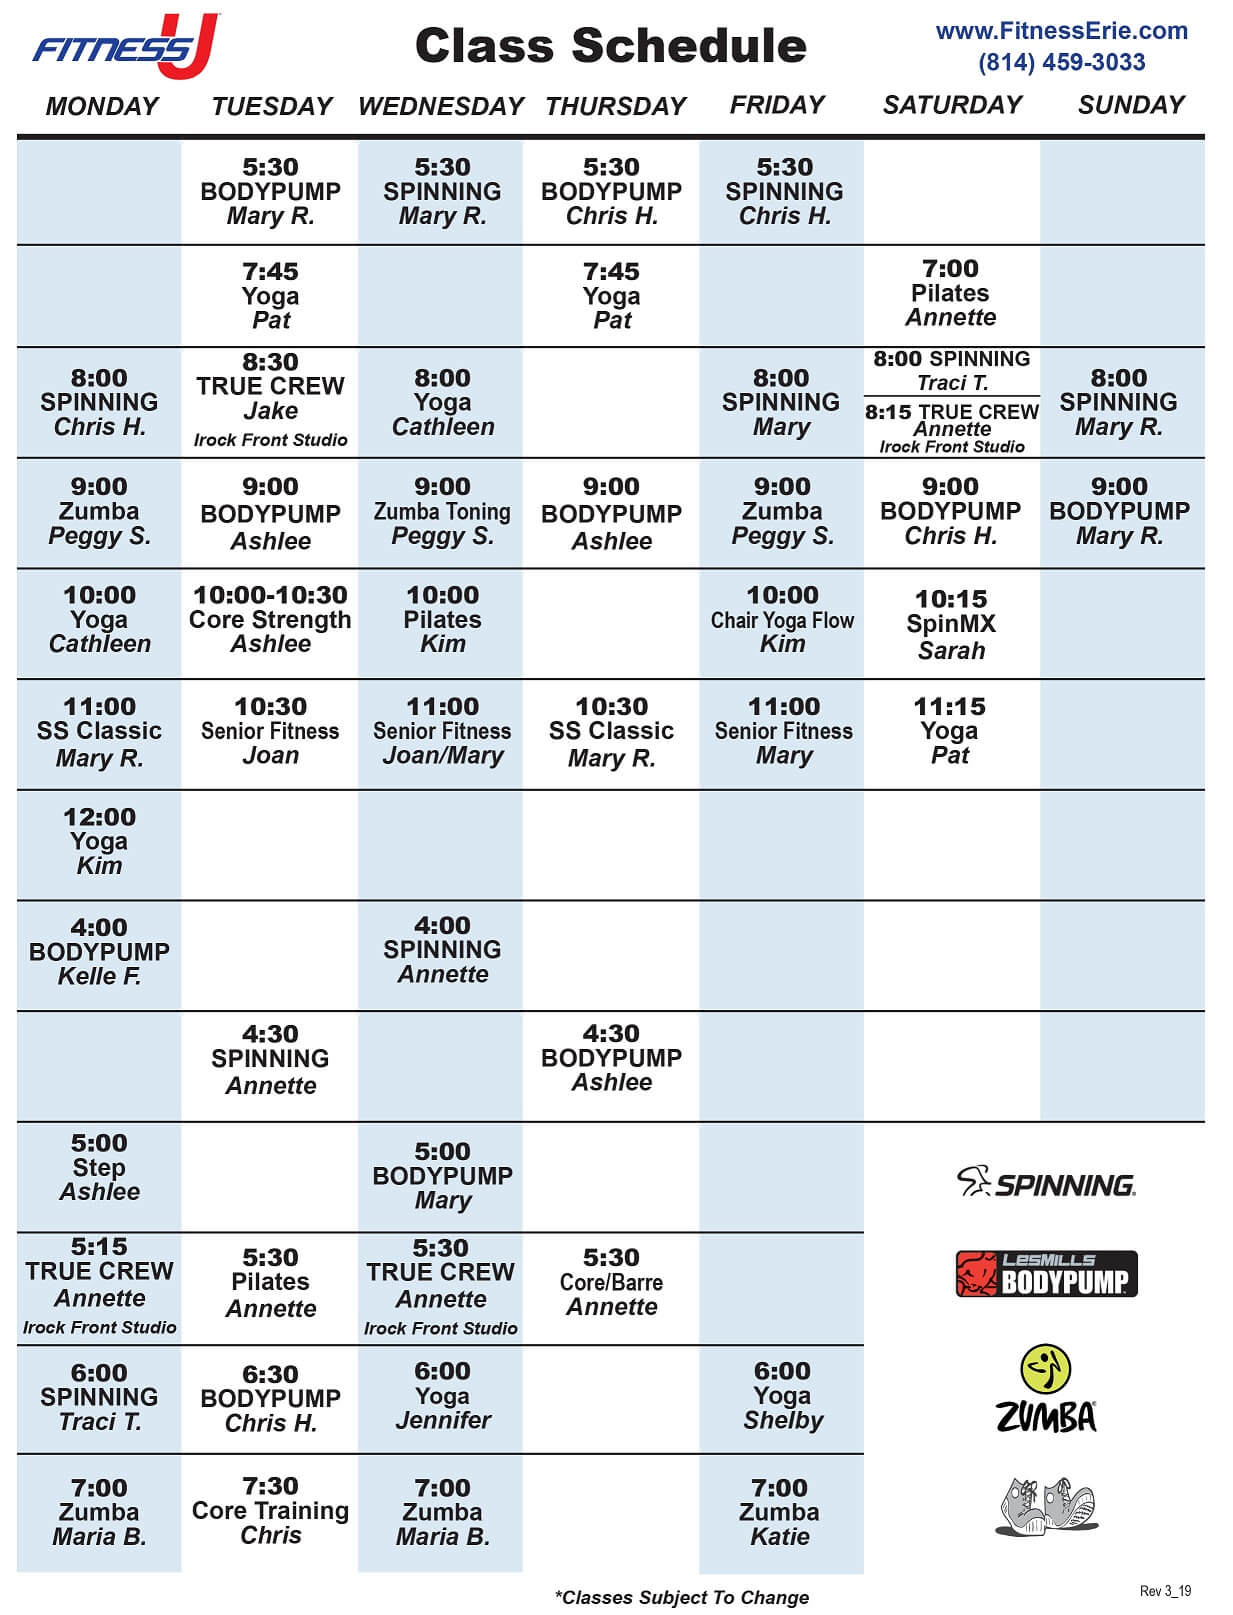 FITNESS U
Class Schedule
www.FitnessErie.com
(814) 459-3033
MONDAY TUESDAY WEDNESDAY THURSDAY FRIDAY SATURDAY SUNDAY
5:30
BODYPUMP
Mary R.
5:30
SPINNING
Mary R.
5:30
BODYPUMP
Chris H.
5:30
SPINNING
Chris H.
7:45
Yoga
Pat
7:45
Yoga
Pat
7:00
Pilates
Annette
8:00
SPINNING
Chris H.
8:30
TRUE CREW
Jake
Irock Front Studio
8:00
Yoga
Cathleen
8:00
SPINNING
Mary
8:00 SPINNING
Traci T.
8:15 TRUE CREW
Annette
Irock Front Studio
8:00
SPINNING
Mary R.
9:00
Zumba
Peggy S.
9:00
BODYPUMP
Ashlee
9:00
Zumba Toning
Peggy S.
9:00
BODYPUMP
Ashlee
9:00
Zumba
Peggy S.
9:00
BODYPUMP
Chris H.
9:00
BODYPUMP
Mary R.
10:00
Yoga
Cathleen
10:00-10:30
Core Strength
Ashlee
10:00
Pilates
Kim
10:00
Chair Yoga Flow
Kim
10:15
SpinMX
Sarah
11:00
SS Classic
Mary R.
10:30
Senior Fitness
Joan
11:00
Senior Fitness
Joan/Mary
10:30
SS Classic
Mary R.
11:00
Senior Fitness
Mary
11:15
Yoga
Pat
12:00
Yoga
Kim
4:00
BODYPUMP
Kelle F.
4:00
SPINNING
Annette
4:30
SPINNING
Annette
4:30
BODYPUMP
Ashlee
5:00
Step
Ashlee
5:00
BODYPUMP
Mary
SPINNING®
5:15
TRUE CREW
Annette
Irock Front Studio
5:30
Pilates
Annette
5:30
TRUE CREW
Annette
Irock Front Studio
5:30
Core/Barre
Annette
LESMILLS
BODYPUMP
6:00
SPINNING
Traci T.
6:30
BODYPUMP
Chris H.
6:00
Yoga
Jennifer
6:00
Yoga
Shelby
ZUMBA®
7:00
Zumba
Maria B.
7:30
Core Training
Chris
7:00
Zumba
Maria B.
7:00
Zumba
Katie
*Classes Subject To Change
Rev 3_19